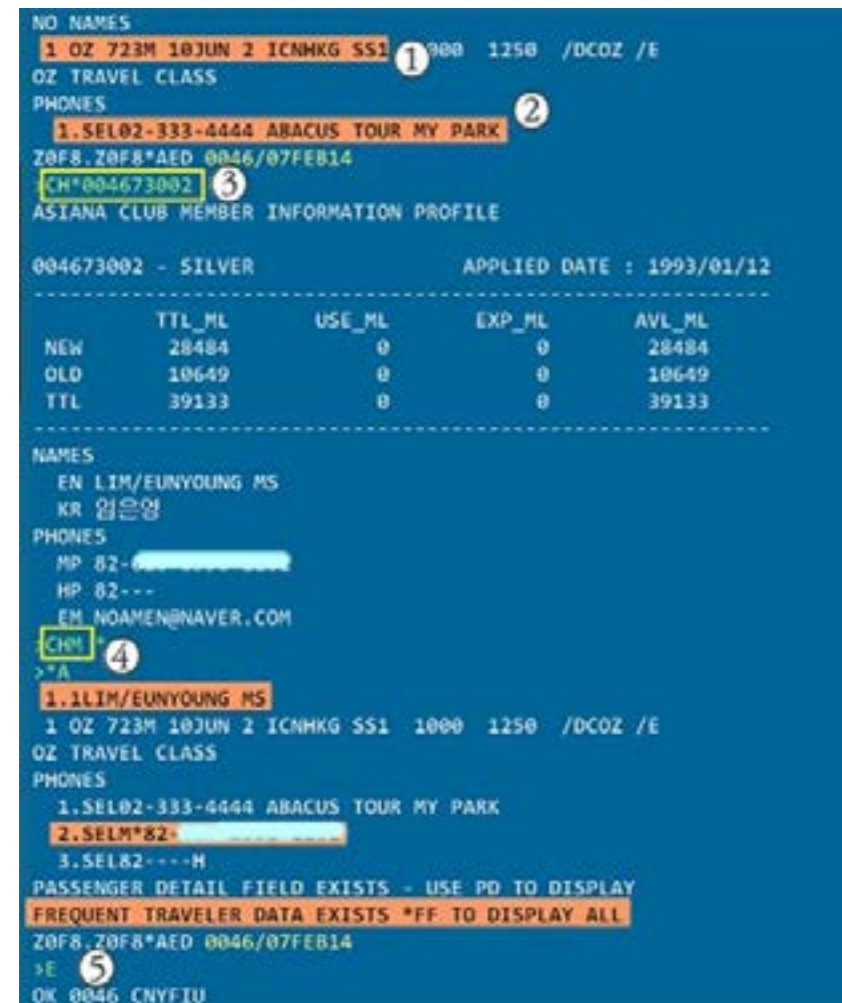 NO NAMES
1 OZ 723M 10JUN 2 ICNHKG SS1 ① 000 1250 /DCOZ /E
OZ TRAVEL CLASS
PHONES ②
1.SEL02-333-4444 ABACUS TOUR MY PARK
Z0F8.Z0F8*AED 0046/07FEB14
CH*004673002 ③
ASIANA CLUB MEMBER INFORMATION PROFILE
004673002 - SILVER APPLIED DATE : 1993/01/12
TTL_ML USE_ML EXP_ML AVL_ML
NEW 28484 0 0 28484
OLD 10649 0 0 10649
TTL 39133 0 0 39133
NAMES
EN LIM/EUNYOUNG MS
KR 임은영
PHONES
MP 82-
HP 82---
EM NOAMEN@NAVER.COM
CHM * ④
>*A
1.1LIM/EUNYOUNG MS
1 OZ 723M 10JUN 2 ICNHKG SS1 1000 1250 /DCOZ /E
OZ TRAVEL CLASS
PHONES
1.SEL02-333-4444 ABACUS TOUR MY PARK
2.SELM*82-
3.SEL82----H
PASSENGER DETAIL FIELD EXISTS - USE PD TO DISPLAY
FREQUENT TRAVELER DATA EXISTS *FF TO DISPLAY ALL
Z0F8.Z0F8*AED 0046/07FEB14
>E ⑤
OK 0046 CNYFIU